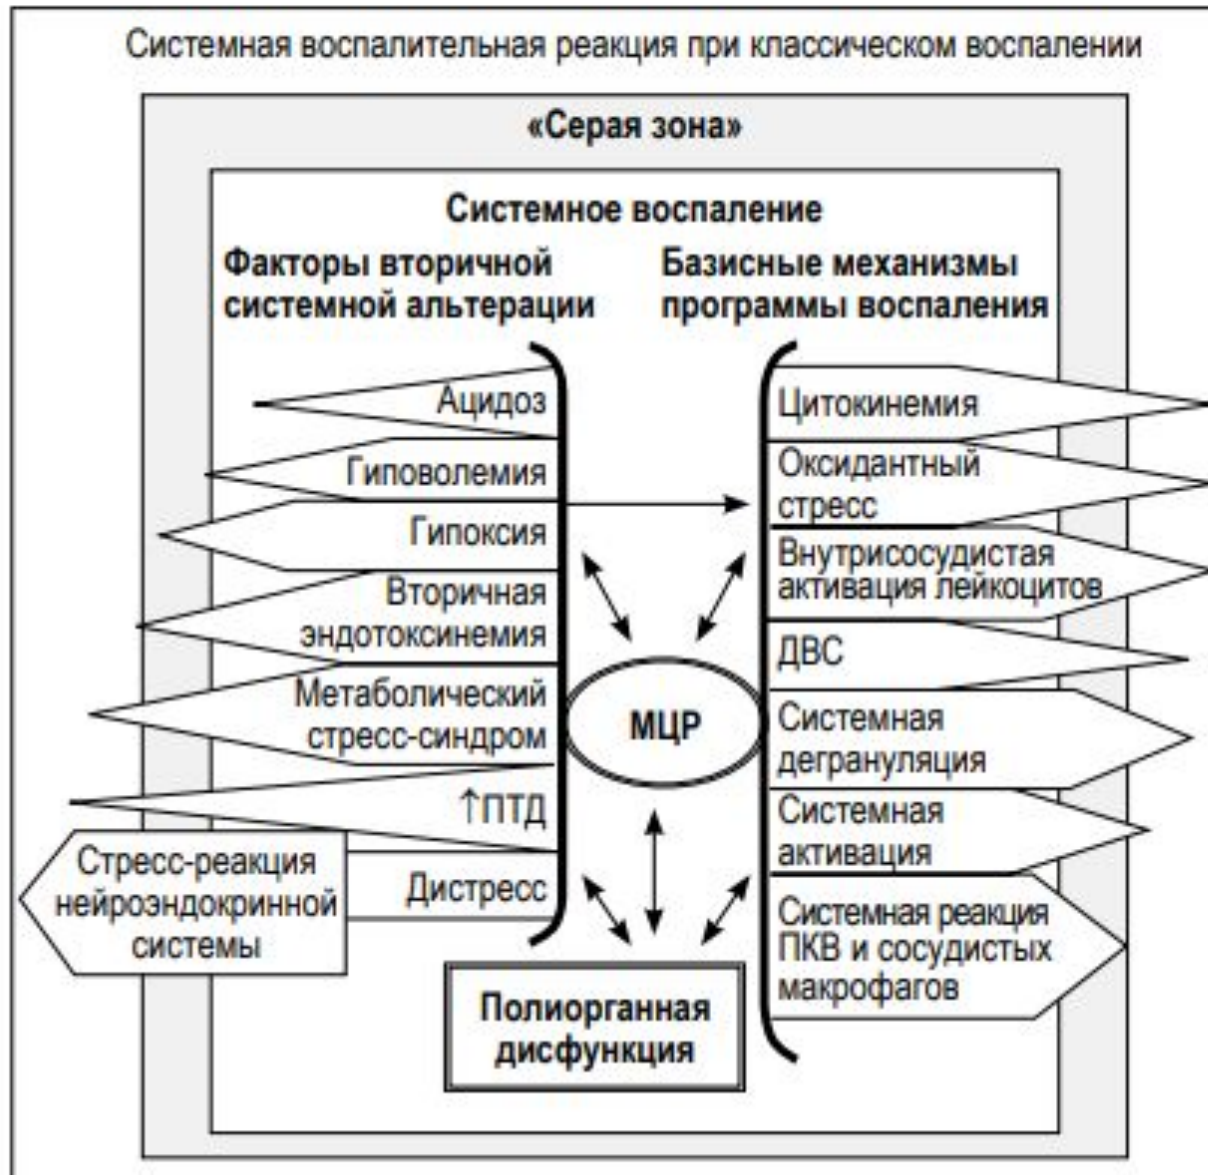 Системная воспалительная реакция при классическом воспалении
«Серая зона»
Системное воспаление
Факторы вторичной
системной альтерации
Базисные механизмы
программы воспаления
Ацидоз
Гиповолемия
Гипоксия
Вторичная
эндотоксинемия
Метаболический
стресс-синдром
↑ПТД
Дистресс
Стресс-реакция
нейроэндокринной
системы
МЦР
Полиорганная
дисфункция
Цитокинемия
Оксидантный
стресс
Внутрисосудистая
активация лейкоцитов
ДВС
Системная
дегрануляция
Системная
активация
Системная реакция
ПКВ и сосудистых
макрофагов